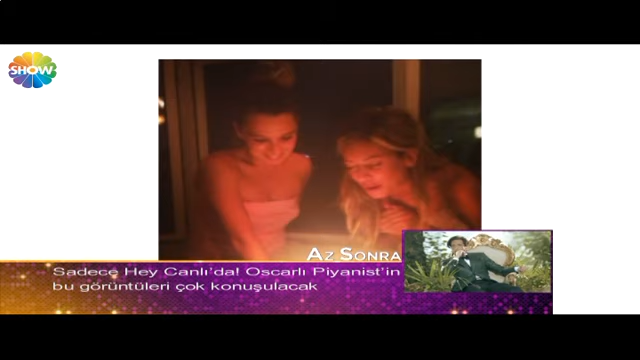 SHOW
AZ SONRA
Sadece Hey Canlı'da! Oscarlı Piyanist'in
bu görüntüleri çok konuşulacak